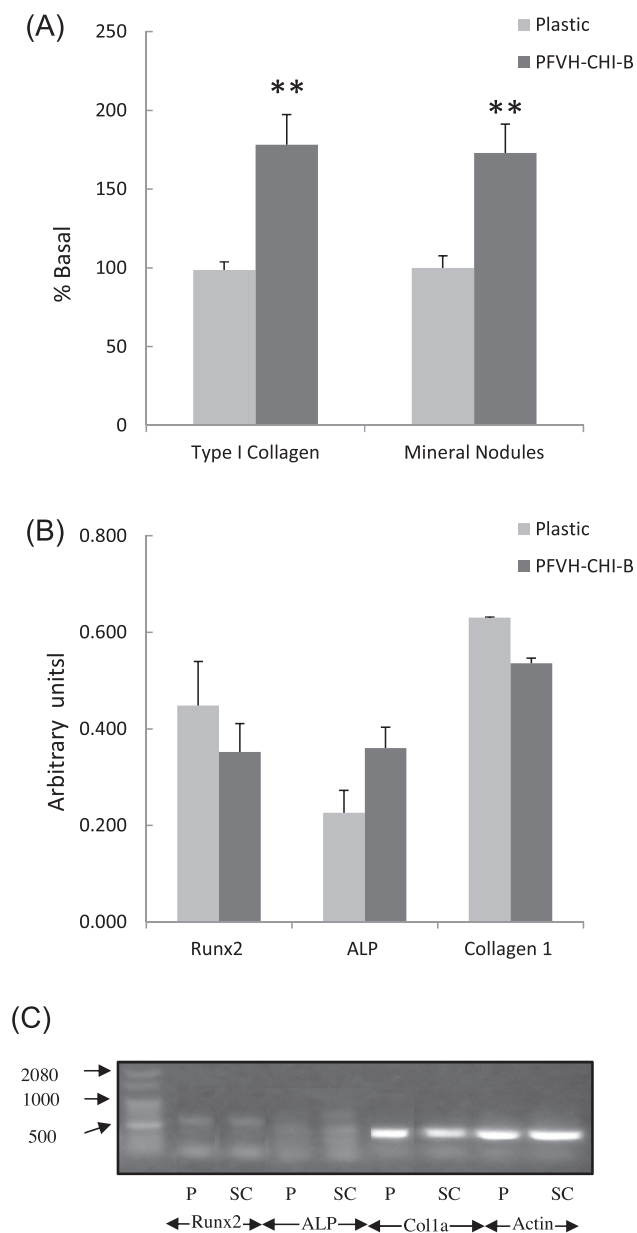 (A)
250
200
150
100
50
0
% Basal
Plastic
PFVH-CHI-B
**
**
Type I Collagen
Mineral Nodules
(B)
0.800
0.600
0.400
0.200
0.000
Arbitrary unitsl
Plastic
PFVH-CHI-B
Runx2
ALP
Collagen 1
(C)
2080
1000
500
P SC P SC P SC P SC
Runx2 ALP Col1a Actin